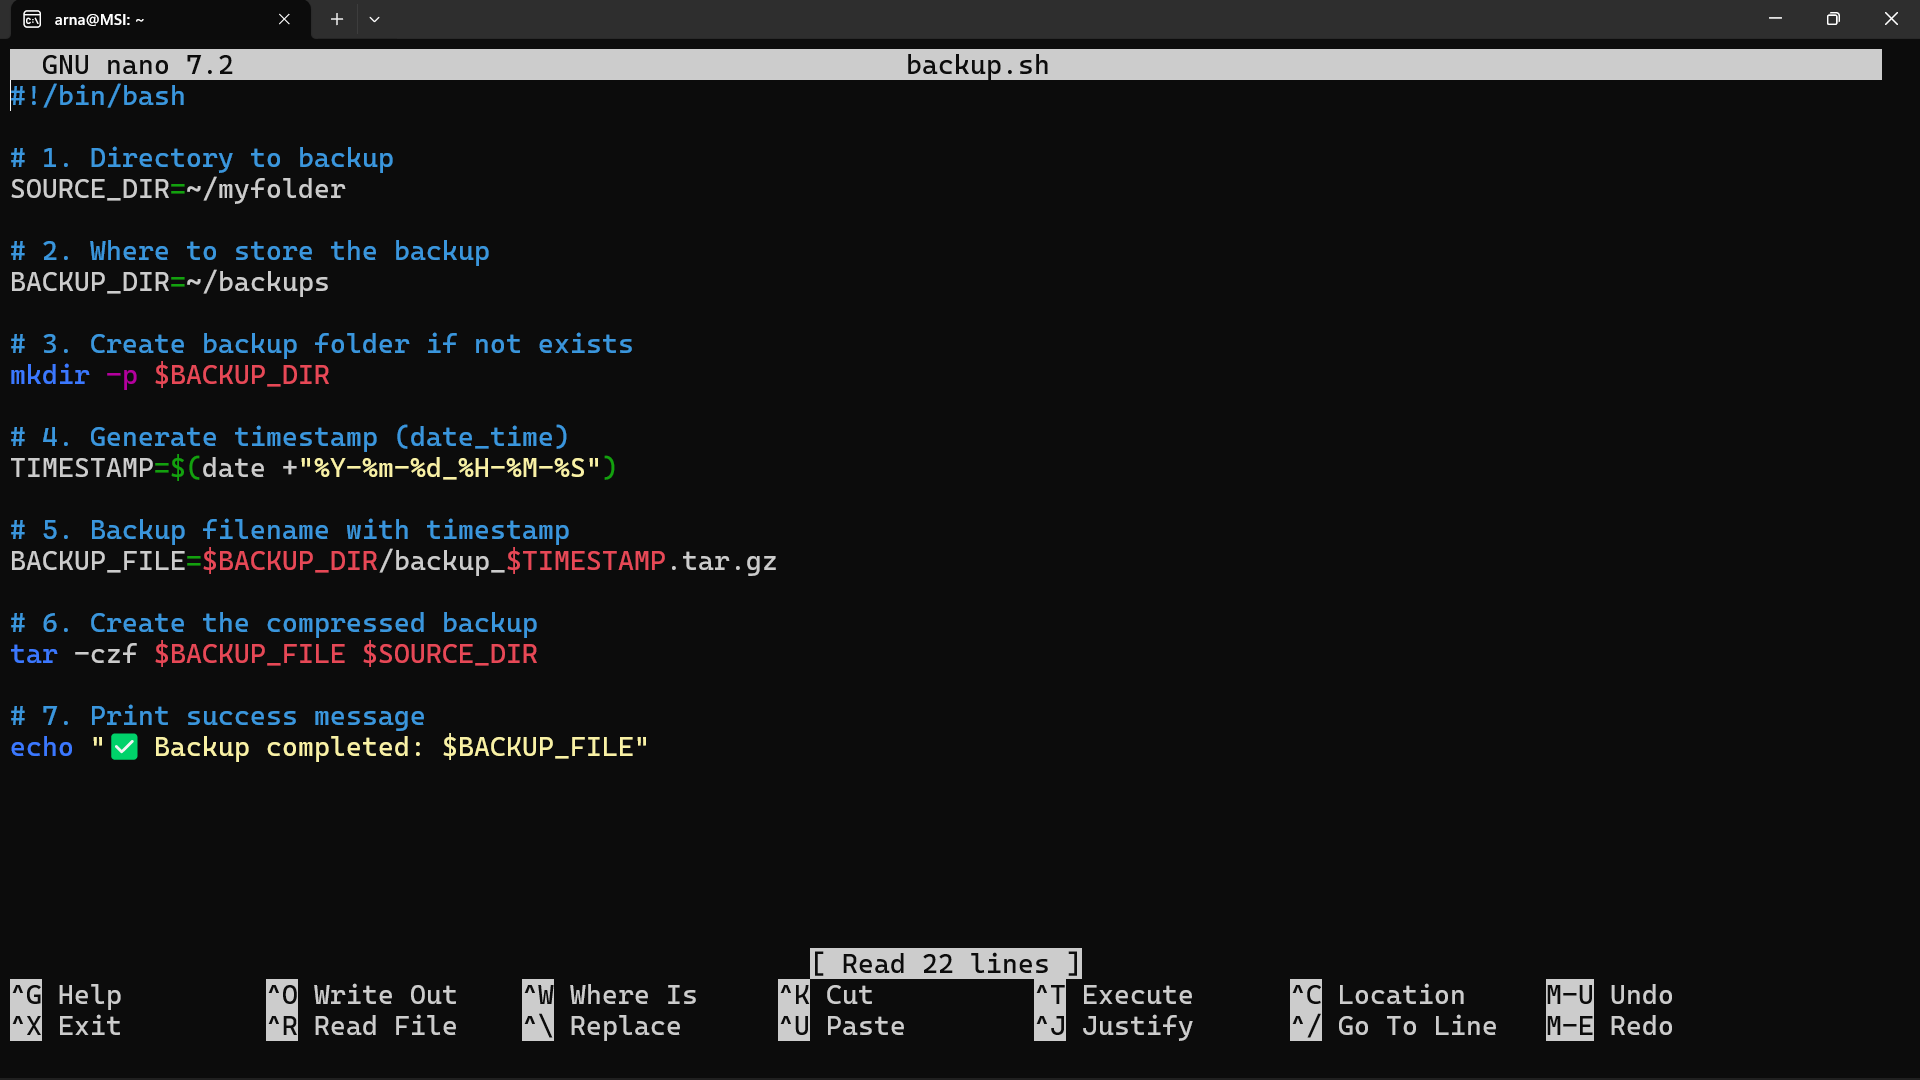 arna@MSI: ~
GNU nano 7.2 backup.sh
#!/bin/bash

# 1. Directory to backup
SOURCE_DIR=~/myfolder

# 2. Where to store the backup
BACKUP_DIR=~/backups

# 3. Create backup folder if not exists
mkdir -p $BACKUP_DIR

# 4. Generate timestamp (date_time)
TIMESTAMP=$(date +"%Y-%m-%d_%H-%M-%S")

# 5. Backup filename with timestamp
BACKUP_FILE=$BACKUP_DIR/backup_$TIMESTAMP.tar.gz

# 6. Create the compressed backup
tar -czf $BACKUP_FILE $SOURCE_DIR

# 7. Print success message
echo "✅ Backup completed: $BACKUP_FILE"

[ Read 22 lines ]
^G Help ^O Write Out ^W Where Is ^K Cut ^T Execute ^C Location M-U Undo
^X Exit ^R Read File ^\ Replace ^U Paste ^J Justify ^/ Go To Line M-E Redo